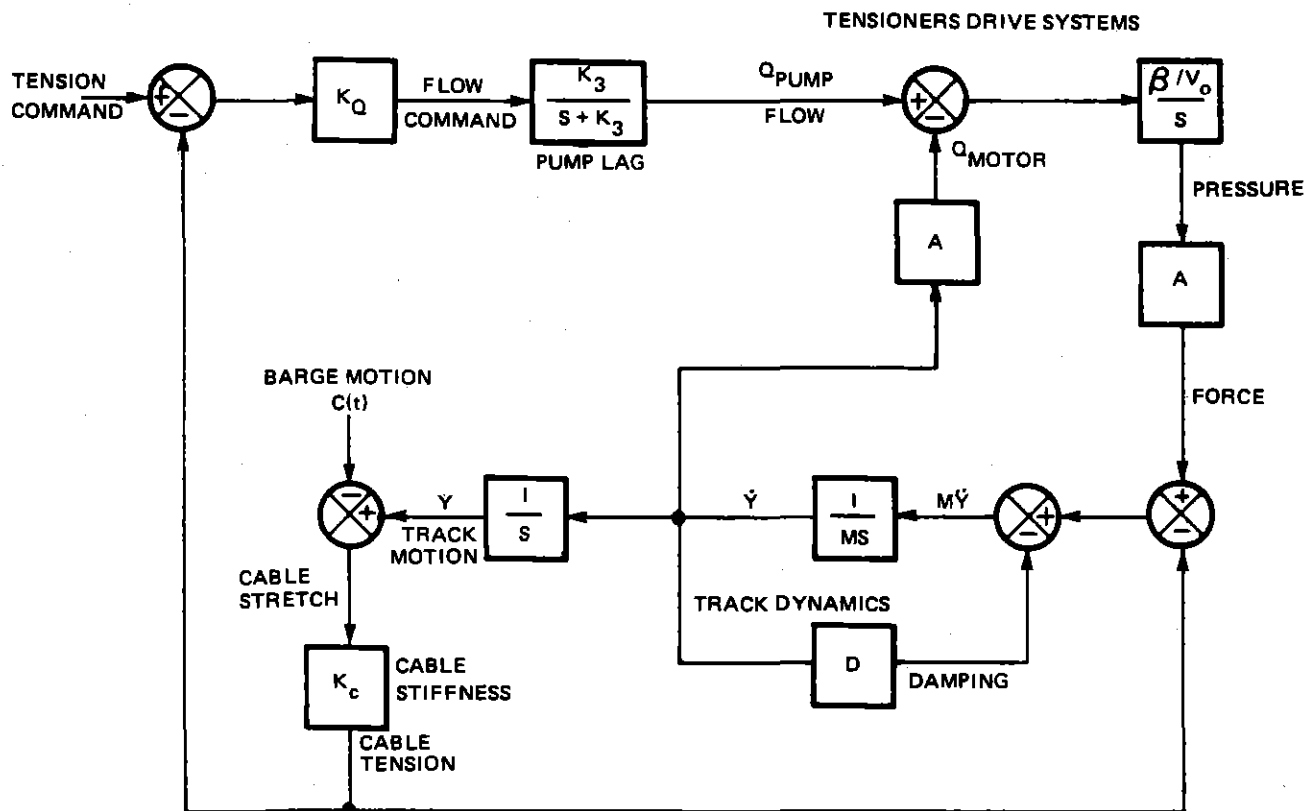 TENSIONERS DRIVE SYSTEMS
TENSION
COMMAND
+
−
K_Q
FLOW
COMMAND
K_3
S + K_3
PUMP LAG
Q_PUMP
FLOW
+
−
Q_MOTOR
β/V_o
S
PRESSURE
A
A
FORCE
BARGE MOTION
C(t)
−
+
Y
TRACK
MOTION
I
S
Ẏ
I
MS
MŸ
+
−
+
−
CABLE
STRETCH
TRACK DYNAMICS
D
DAMPING
K_c
CABLE
STIFFNESS
CABLE
TENSION